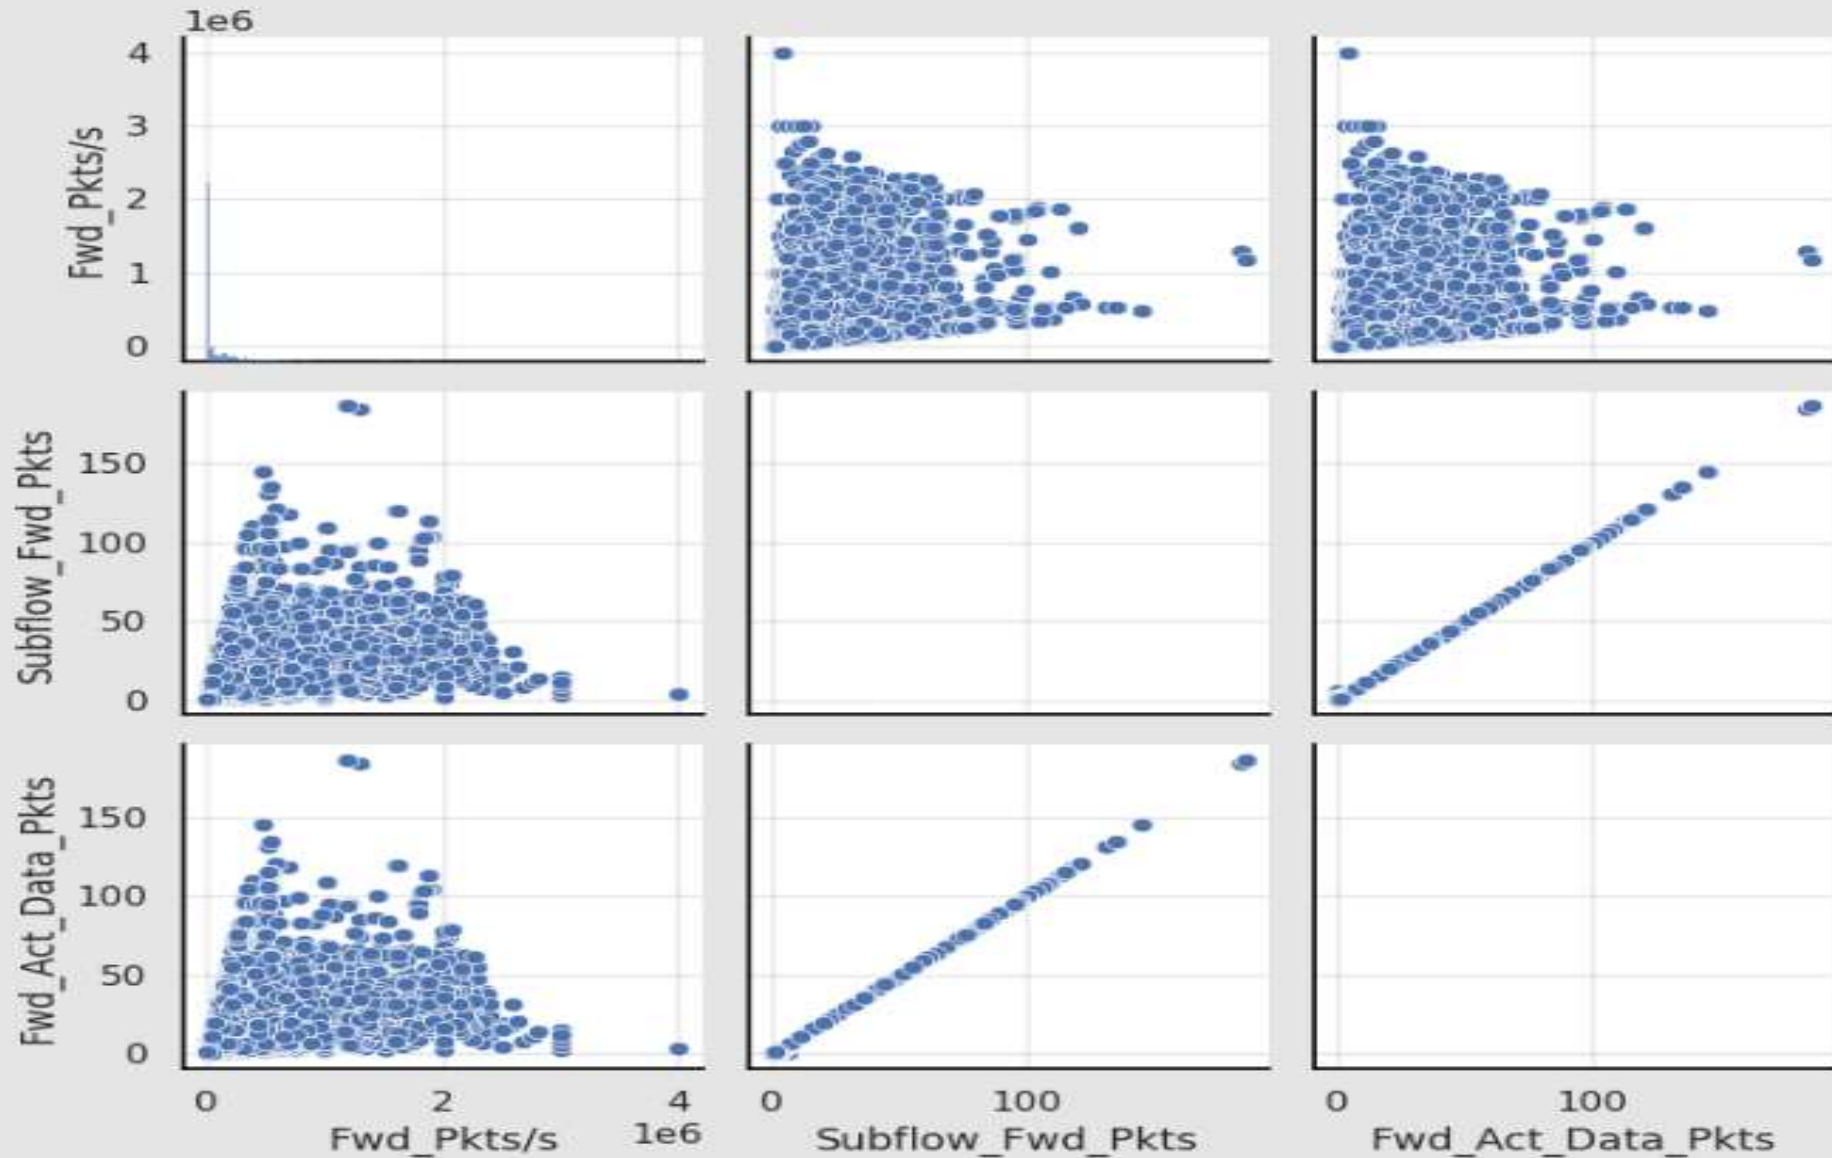 1e6
4
3
2
1
0
Fwd_Pkts/s
150
100
50
0
Subflow_Fwd_Pkts
150
100
50
0
Fwd_Act_Data_Pkts
0 2 4 0 100 0 100
1e6
Fwd_Pkts/s Subflow_Fwd_Pkts Fwd_Act_Data_Pkts